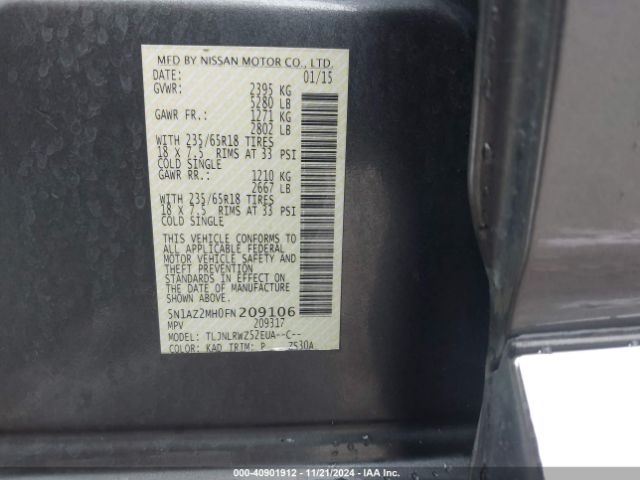 MFD BY NISSAN MOTOR CO., LTD.
DATE: 01/15
GVWR: 2395 KG
5280 LB
GAWR FR.: 1271 KG
2802 LB
WITH 235/65R18 TIRES
18 X 7.5 RIMS AT 33 PSI
COLD SINGLE
GAWR RR.: 1210 KG
2667 LB
WITH 235/65R18 TIRES
18 X 7.5 RIMS AT 33 PSI
COLD SINGLE
THIS VEHICLE CONFORMS TO
ALL APPLICABLE FEDERAL
MOTOR VEHICLE SAFETY AND
THEFT PREVENTION
STANDARDS IN EFFECT ON
THE DATE OF MANUFACTURE
SHOWN ABOVE.
5N1AZ2MH0FN209106
MPV 209317
MODEL: TLJNLRWZ52EUA--C--
COLOR: KAD TRIM: P Z530A
000-40901912 - 11/21/2024 - IAA Inc.